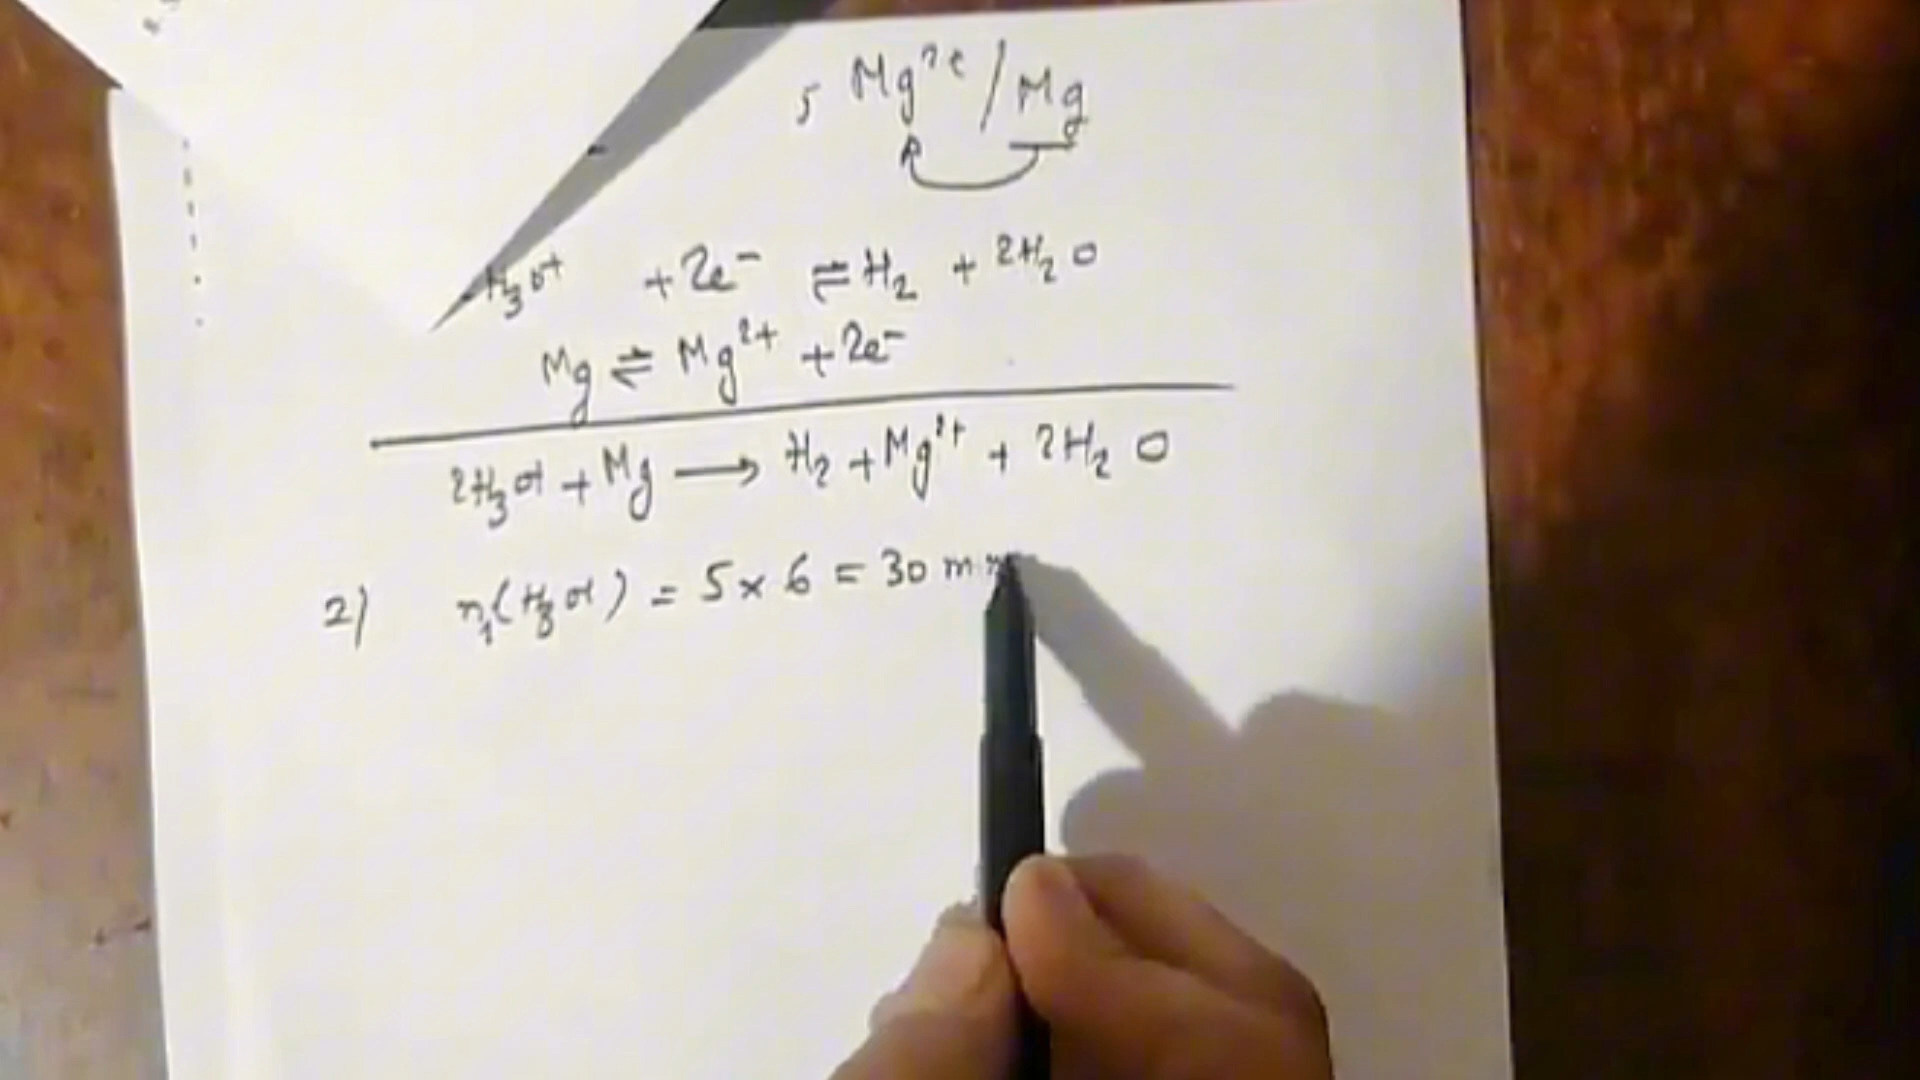 Mg²⁺/Mg
H₃O⁺ +2e⁻ ⇌ H₂ + 2H₂O
Mg ⇌ Mg²⁺ +2e⁻
2H₃O⁺ + Mg ⟶ H₂ + Mg²⁺ + 2H₂O
2) n₁(H₃O⁺) = 5 x 6 = 30 m